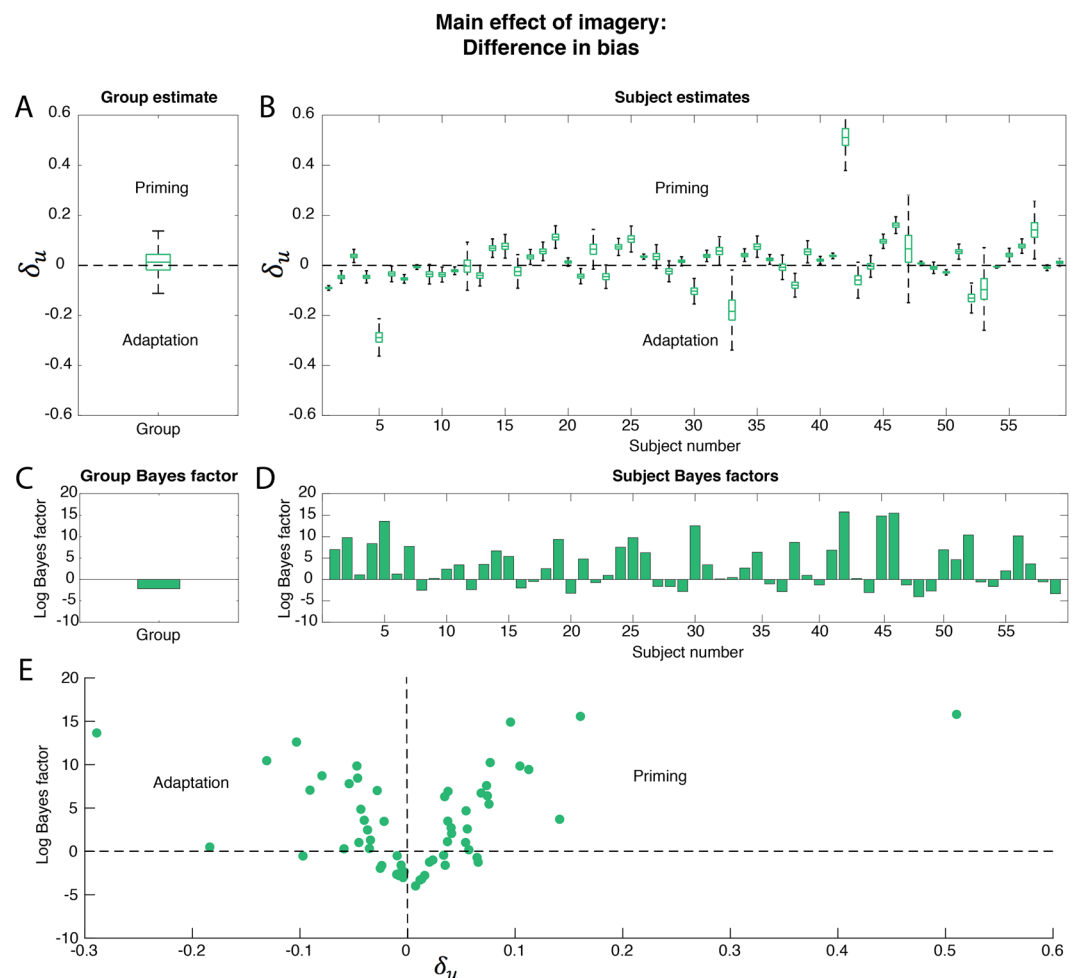 Main effect of imagery:
Difference in bias
A
Group estimate
δu
0.6
0.4
0.2
0
-0.2
-0.4
-0.6
Priming
Adaptation
Group
B
Subject estimates
δu
0.6
0.4
0.2
0
-0.2
-0.4
-0.6
Priming
Adaptation
5 10 15 20 25 30 35 40 45 50 55
Subject number
C
Group Bayes factor
Log Bayes factor
20
15
10
5
0
-5
-10
Group
D
Subject Bayes factors
Log Bayes factor
20
15
10
5
0
-5
-10
5 10 15 20 25 30 35 40 45 50 55
Subject number
E
Log Bayes factor
20
15
10
5
0
-5
-10
Adaptation
Priming
-0.3 -0.2 -0.1 0 0.1 0.2 0.3 0.4 0.5 0.6
δu